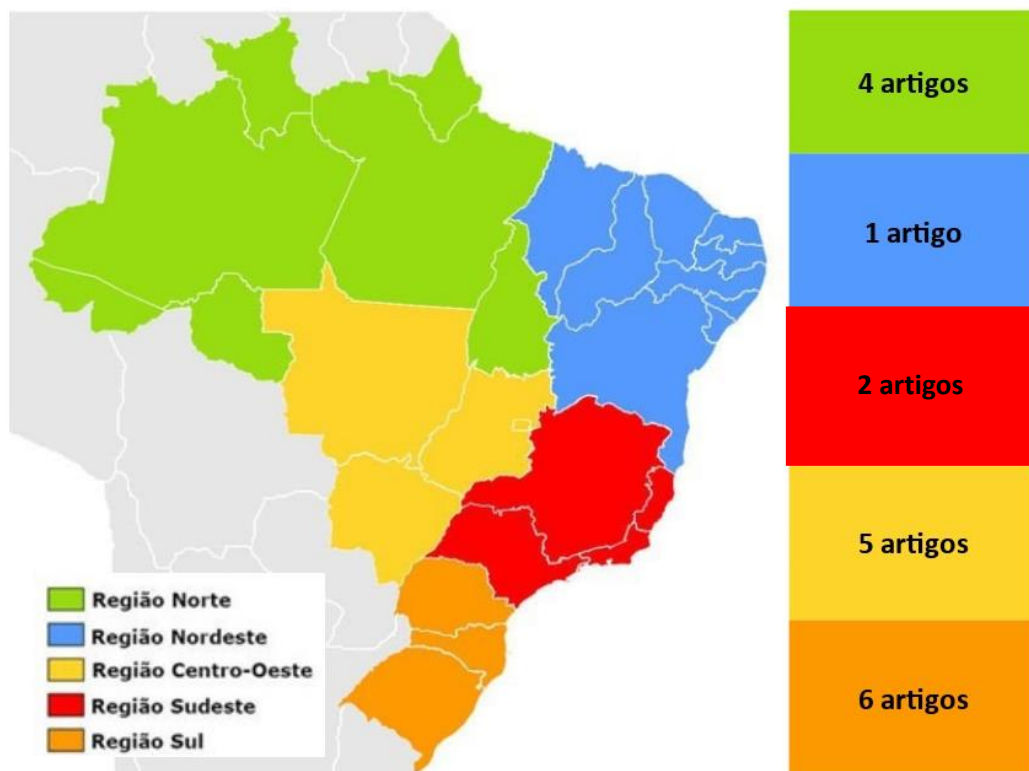 4 artigos
1 artigo
2 artigos
5 artigos
6 artigos
Região Norte
Região Nordeste
Região Centro-Oeste
Região Sudeste
Região Sul